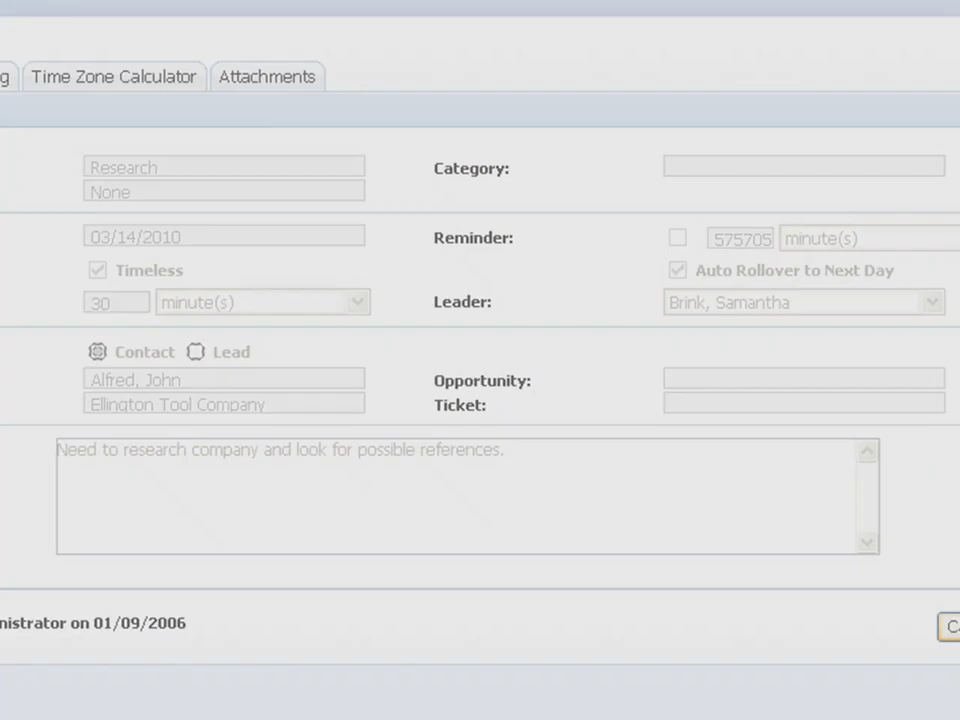 g Time Zone Calculator Attachments
Research Category:
None
03/14/2010 Reminder: 575705 minute(s)
Timeless Auto Rollover to Next Day
30 minute(s) Leader: Brink, Samantha
Contact Lead
Alfred, John Opportunity:
Ellington Tool Company Ticket:
Need to research company and look for possible references.
nistrator on 01/09/2006 Ca